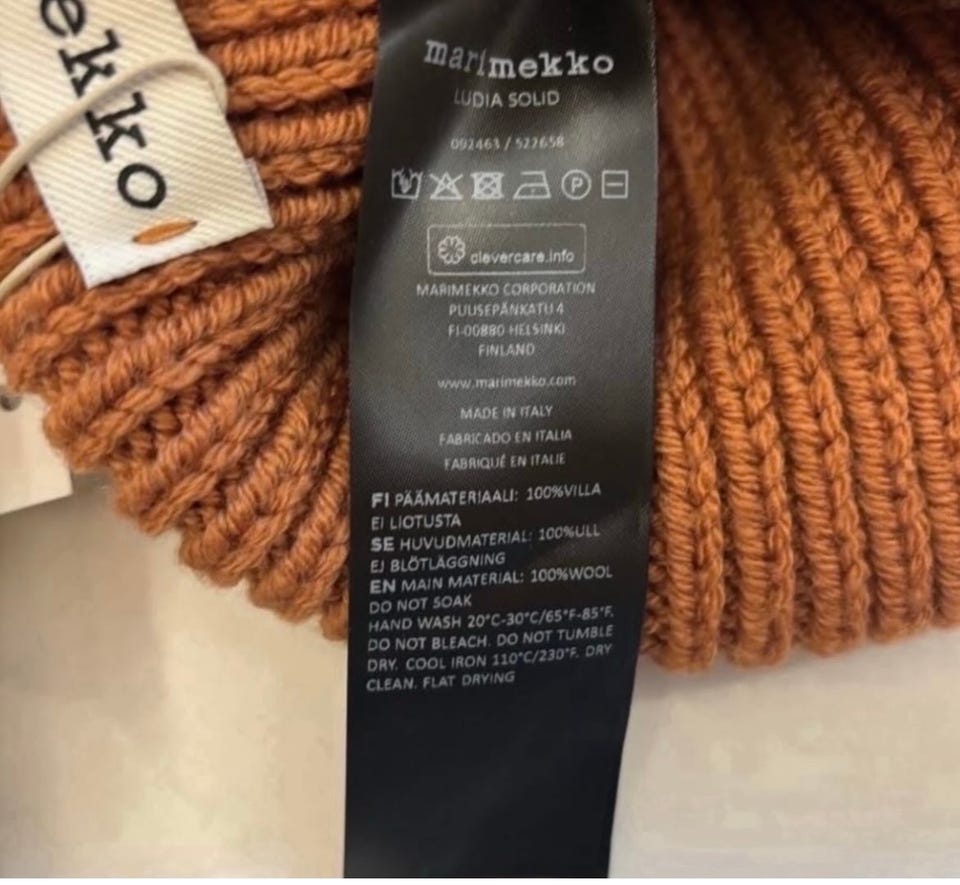 ekko
marimekko
LUDIA SOLID
092463 / 522658
P
clevercare.info
MARIMEKKO CORPORATION
PUUSEPÄNKATU 4
FI-00880 HELSINKI
FINLAND
www.marimekko.com
MADE IN ITALY
FABRICADO EN ITALIA
FABRIQUÉ EN ITALIE
FI PÄÄMATERIAALI: 100%VILLA
EI LIOTUSTA
SE HUVUDMATERIAL: 100%ULL
EJ BLÖTLÄGGNING
EN MAIN MATERIAL: 100%WOOL
DO NOT SOAK
HAND WASH 20°C-30°C/65°F-85°F.
DO NOT BLEACH. DO NOT TUMBLE
DRY. COOL IRON 110°C/230°F. DRY
CLEAN. FLAT DRYING